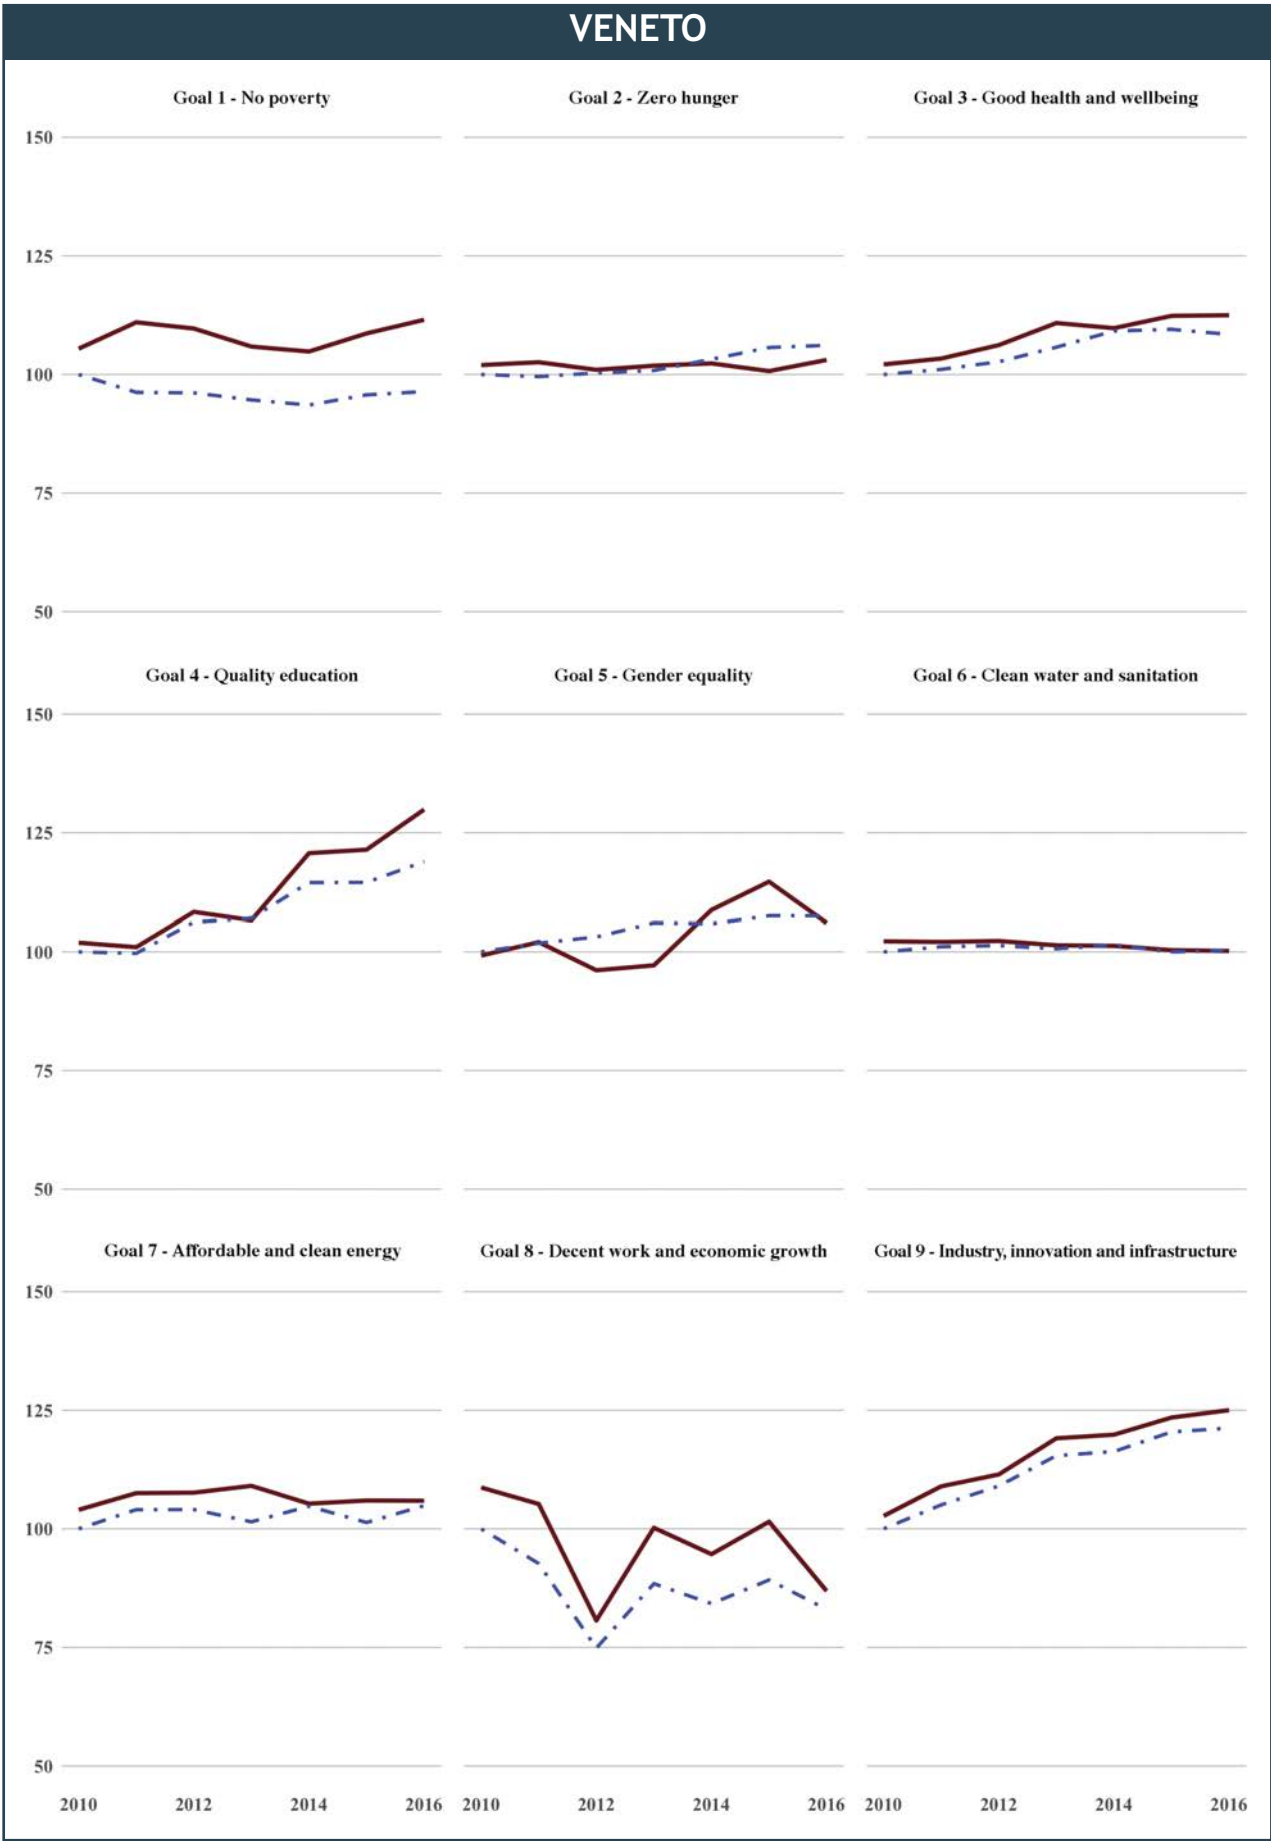 VENETO
Goal 1 - No poverty
Goal 2 - Zero hunger
Goal 3 - Good health and wellbeing
150
125
100
75
50
Goal 4 - Quality education
Goal 5 - Gender equality
Goal 6 - Clean water and sanitation
150
125
100
75
50
Goal 7 - Affordable and clean energy
Goal 8 - Decent work and economic growth
Goal 9 - Industry, innovation and infrastructure
150
125
100
75
50
2010 2012 2014 2016 2010 2012 2014 2016 2010 2012 2014 2016